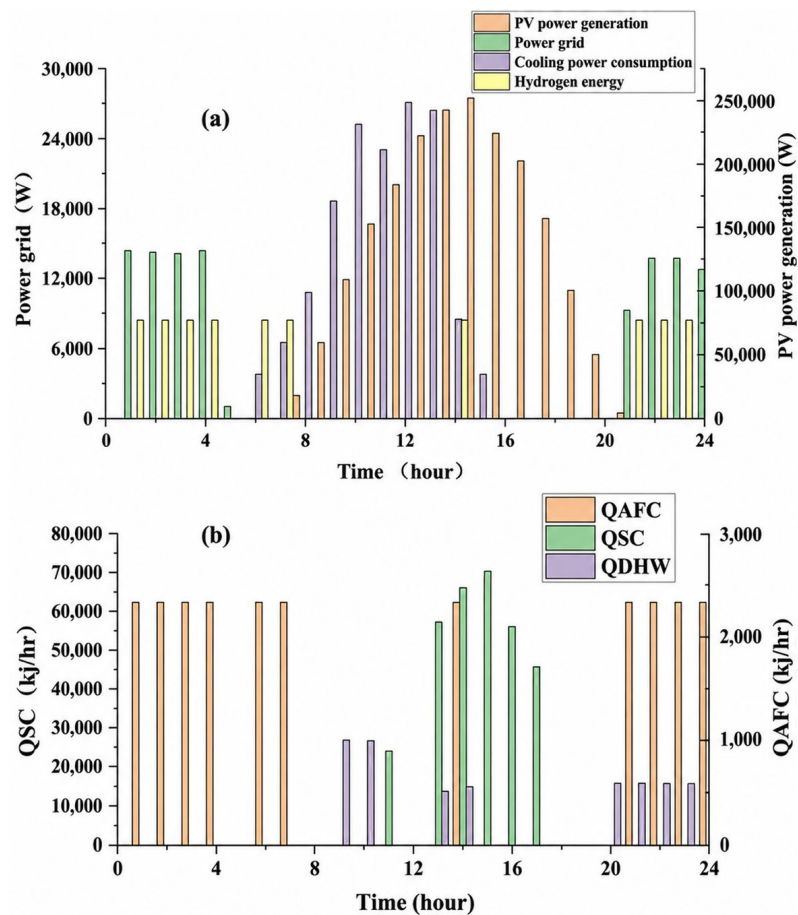 PV power generation
Power grid
Cooling power consumption
Hydrogen energy
(a)
30,000
24,000
18,000
12,000
6,000
0
Power grid (W)
250,000
200,000
150,000
100,000
50,000
0
PV power generation (W)
0 4 8 12 16 20 24
Time (hour)
(b)
QAFC
QSC
QDHW
80,000
70,000
60,000
50,000
40,000
30,000
20,000
10,000
0
QSC (kj/hr)
3,000
2,000
1,000
0
QAFC (kj/hr)
0 4 8 12 16 20 24
Time (hour)